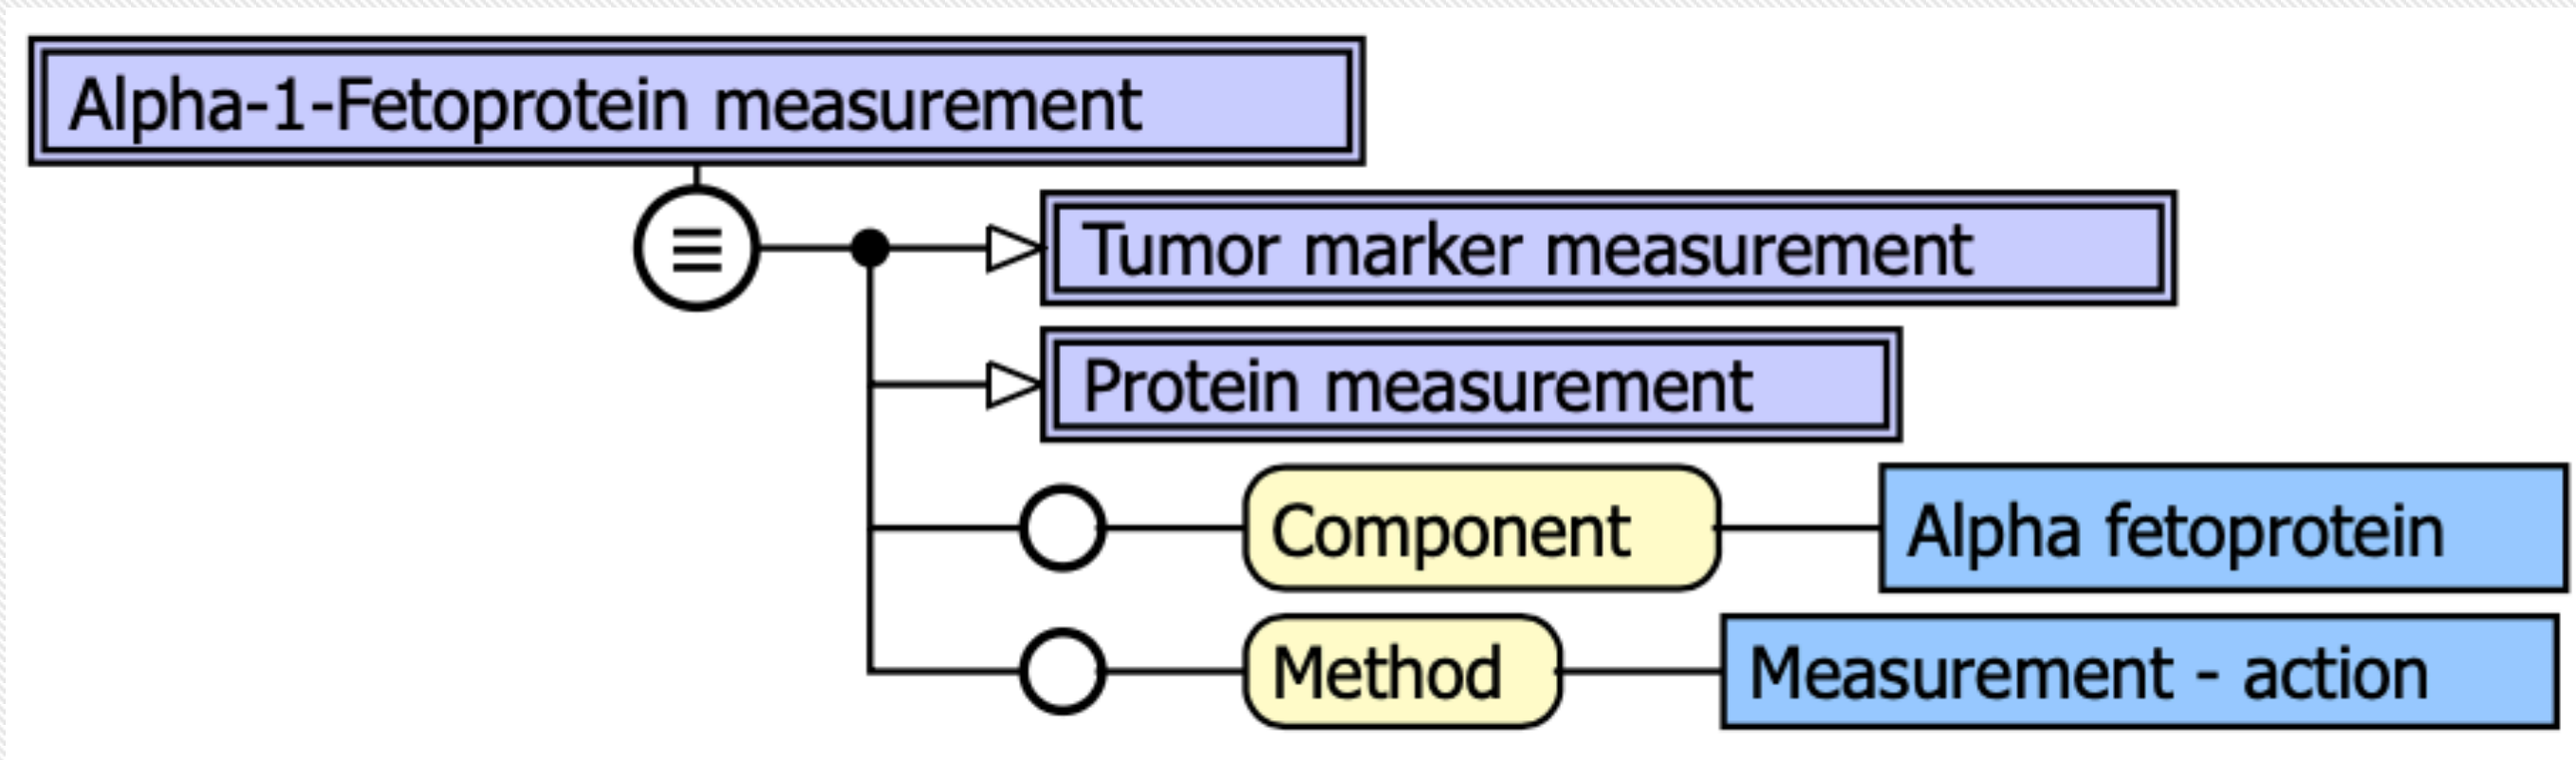 Alpha-1-Fetoprotein measurement
Tumor marker measurement
Protein measurement
Component
Alpha fetoprotein
Method
Measurement - action